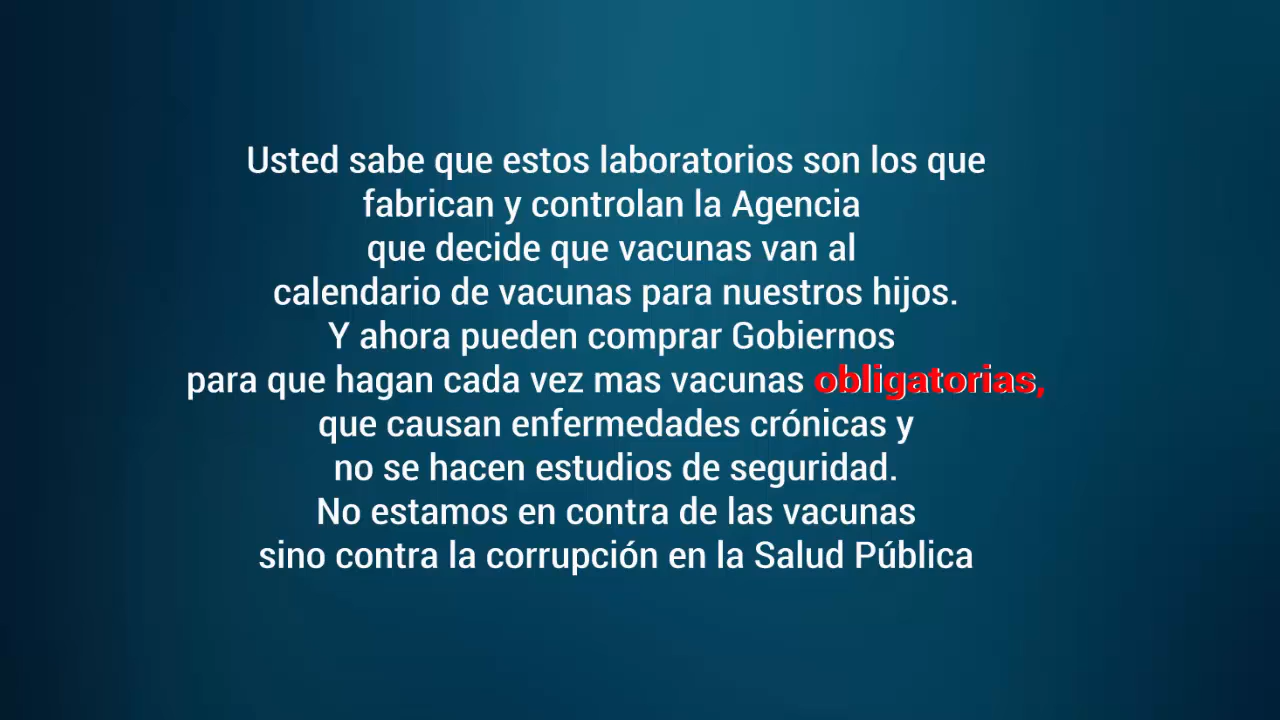 Usted sabe que estos laboratorios son los que
fabrican y controlan la Agencia
que decide que vacunas van al
calendario de vacunas para nuestros hijos.
Y ahora pueden comprar Gobiernos
para que hagan cada vez mas vacunas obligatorias,
que causan enfermedades crónicas y
no se hacen estudios de seguridad.
No estamos en contra de las vacunas
sino contra la corrupción en la Salud Pública